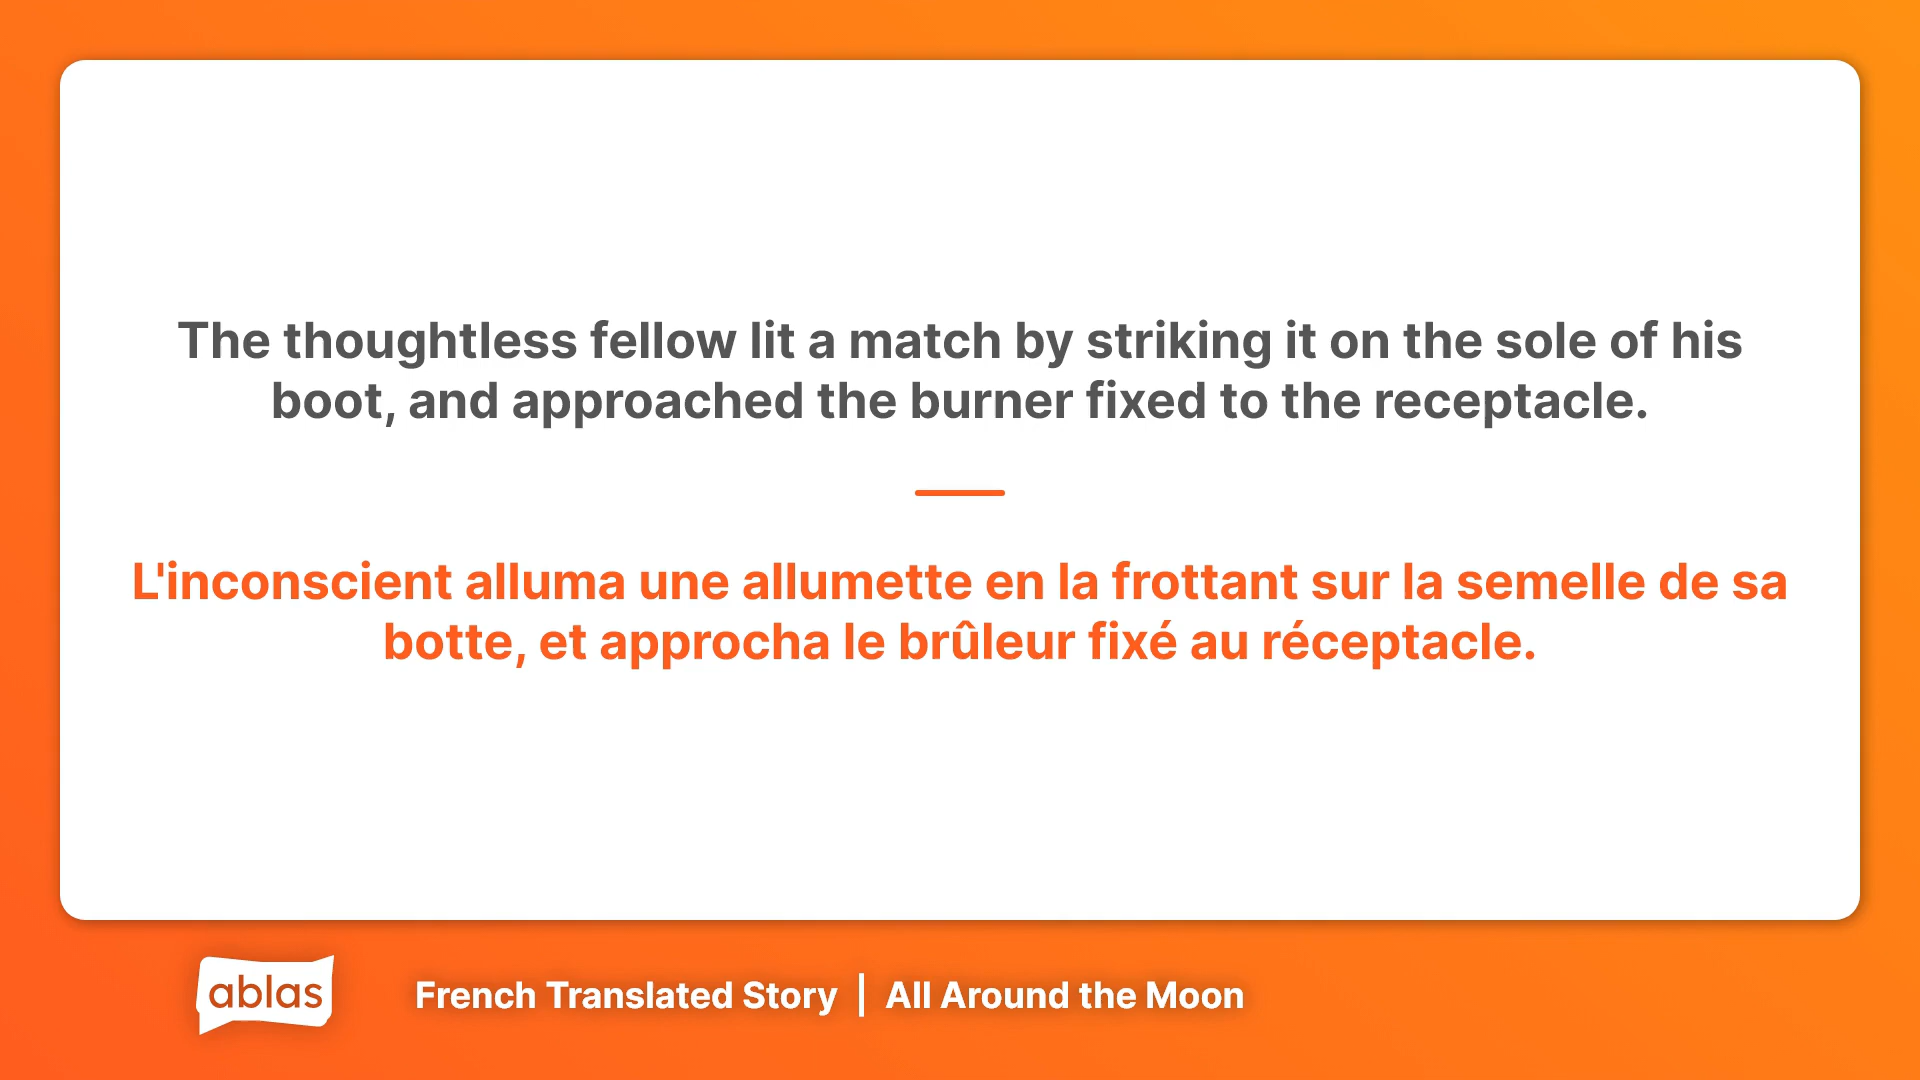 The thoughtless fellow lit a match by striking it on the sole of his
boot, and approached the burner fixed to the receptacle.
L'inconscient alluma une allumette en la frottant sur la semelle de sa
botte, et approcha le brûleur fixé au réceptacle.
ablas
French Translated Story | All Around the Moon